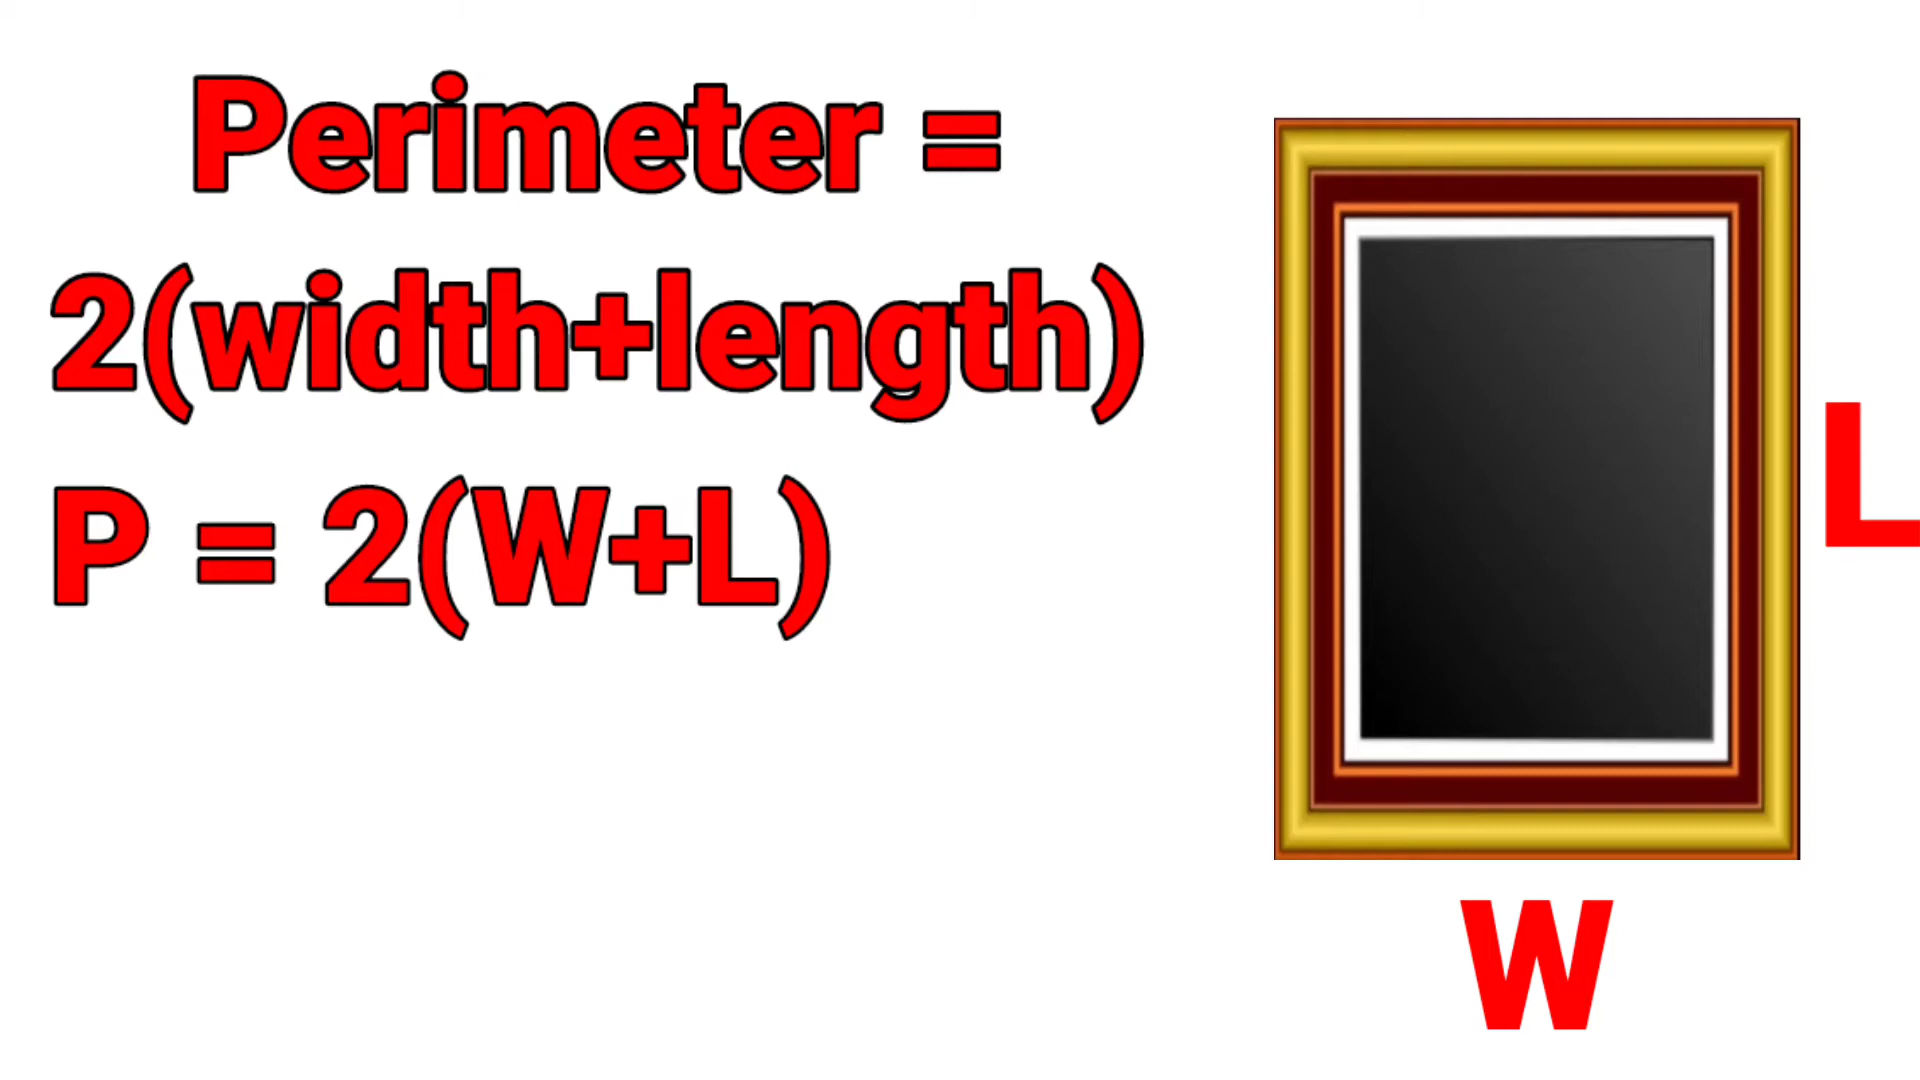 Perimeter =
2(width+length)
P = 2(W+L)
L
W